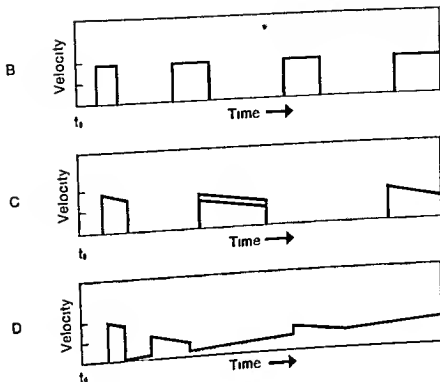 B
Velocity
t₀
Time →
C
Velocity
t₀
Time →
D
Velocity
t₀
Time →